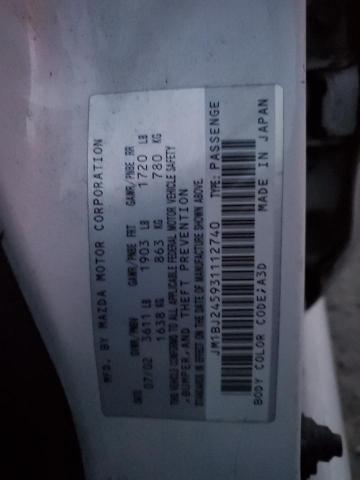 MFD. BY MAZDA MOTOR CORPORATION
DATE GVWR/PNBV GAWR/PNBE FRT GAWR/PNBE RR
07/02 3611 LB 1903 LB 1720 LB
1638 KG 863 KG 780 KG
THIS VEHICLE CONFORMS TO ALL APPLICABLE FEDERAL MOTOR VEHICLE SAFETY
,BUMPER,AND THEFT PREVENTION
STANDARDS IN EFFECT ON THE DATE OF MANUFACTURE SHOWN ABOVE.
JM1BJ245931112740 TYPE: PASSENGE
BODY COLOR CODE;A3D MADE IN JAPAN